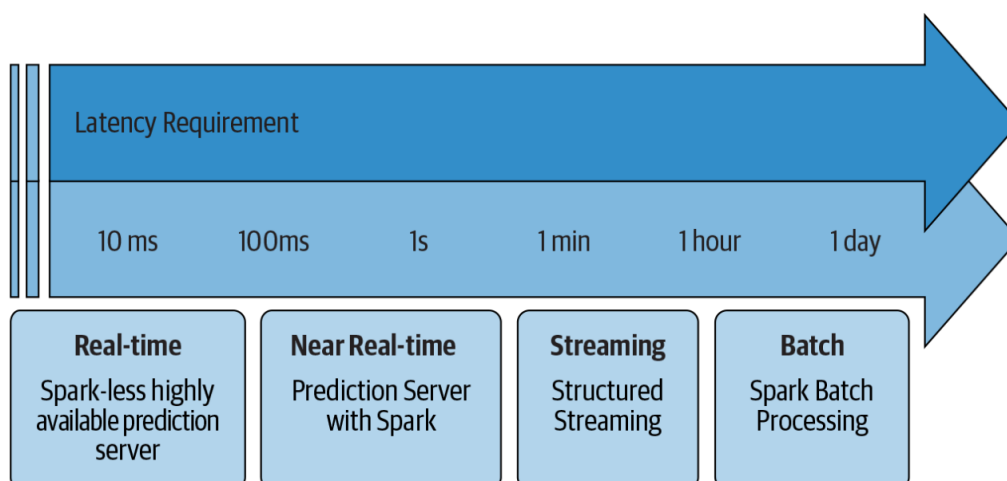 Latency Requirement
10 ms 100ms 1s 1 min 1 hour 1 day
Real-time
Spark-less highly
available prediction
server
Near Real-time
Prediction Server
with Spark
Streaming
Structured
Streaming
Batch
Spark Batch
Processing